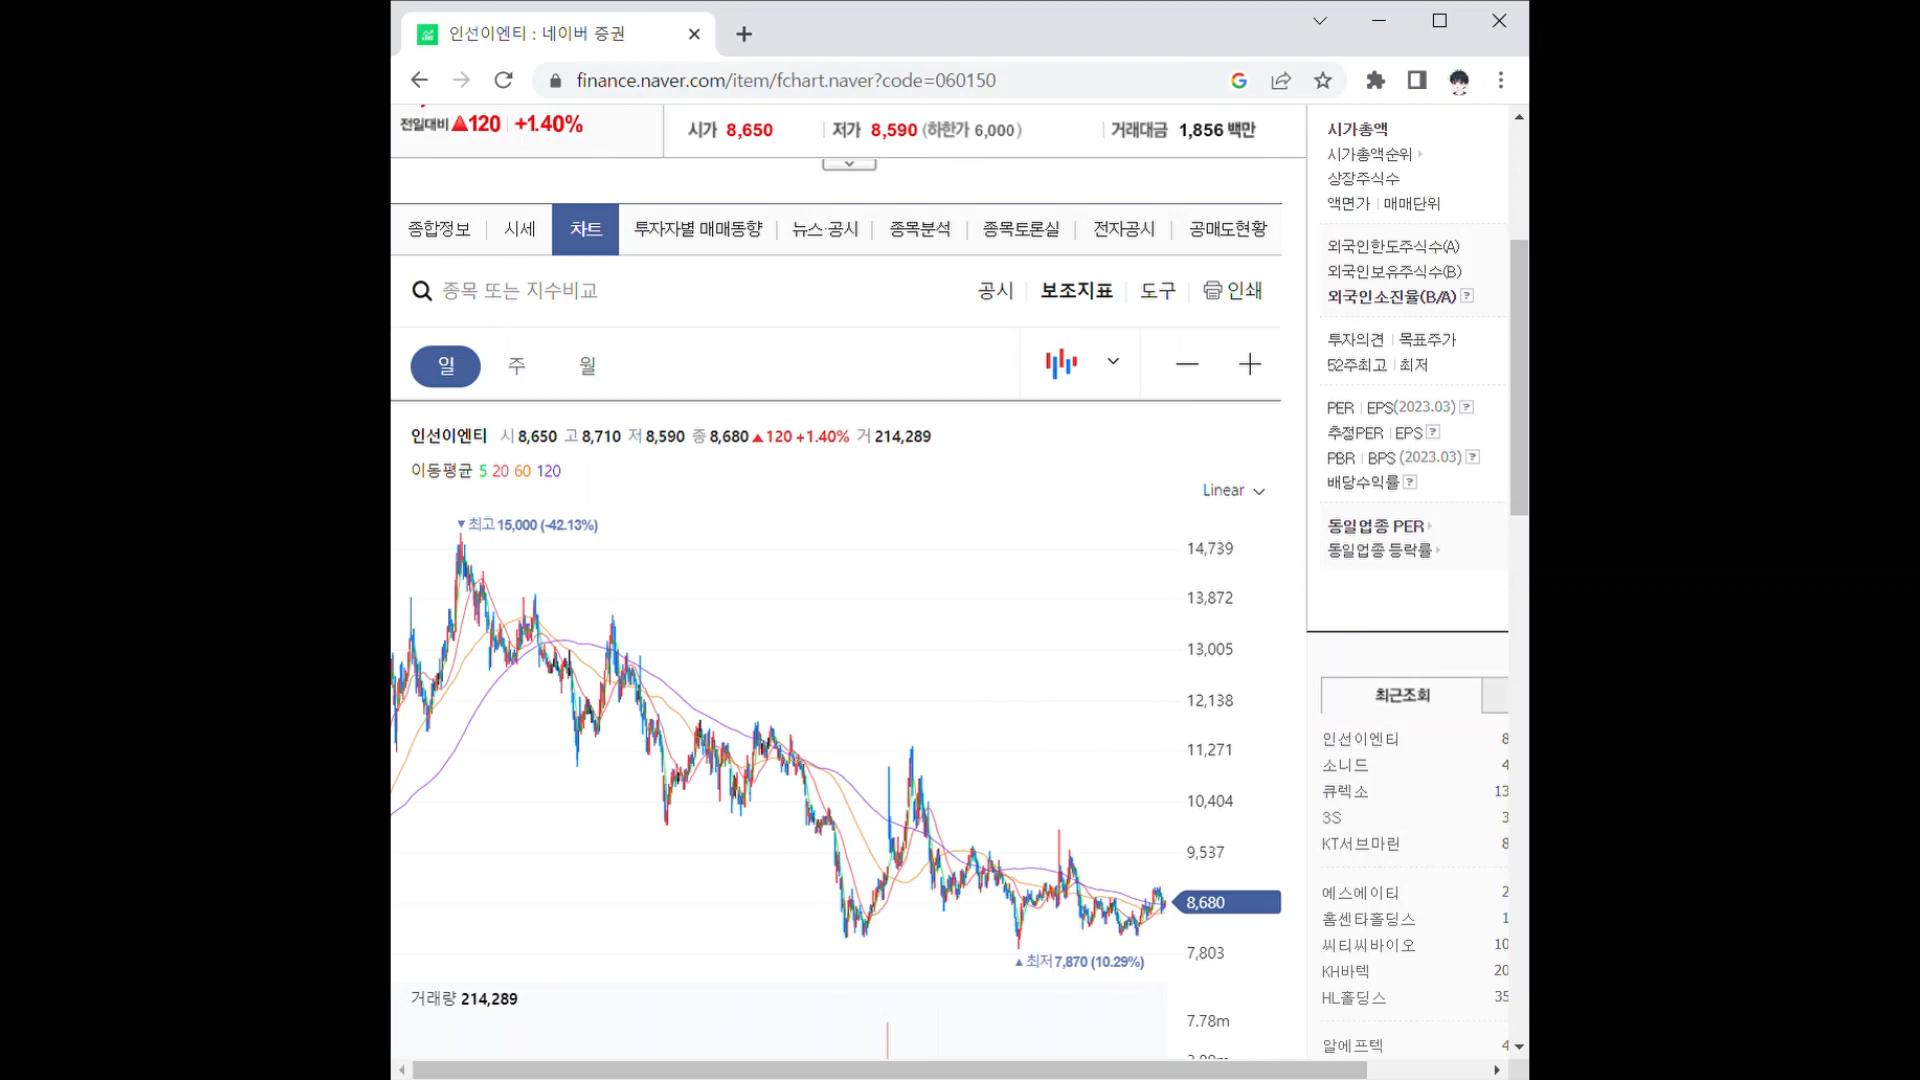 인선이엔티 : 네이버 증권
finance.naver.com/item/fchart.naver?code=060150
전일대비 ▲120 +1.40%
시가 8,650 저가 8,590 (하한가 6,000) 거래대금 1,856 백만
종합정보 시세 차트 투자자별 매매동향 뉴스·공시 종목분석 종목토론실 전자공시 공매도현황
종목 또는 지수비교
공시 보조지표 도구 인쇄
일 주 월
인선이엔티 시 8,650 고 8,710 저 8,590 종 8,680 ▲120 +1.40% 거 214,289
이동평균 5 20 60 120
Linear
▼최고 15,000 (-42.13%)
14,739
13,872
13,005
12,138
11,271
10,404
9,537
8,680
7,803
▲최저 7,870 (10.29%)
거래량 214,289
7.78m
시가총액
시가총액순위
상장주식수
액면가 매매단위
외국인한도주식수(A)
외국인보유주식수(B)
외국인소진율(B/A) ?
투자의견 목표주가
52주최고 최저
PER EPS(2023.03) ?
추정PER EPS ?
PBR BPS (2023.03) ?
배당수익률 ?
동일업종 PER
동일업종 등락률
최근조회
인선이엔티 8
소니드 4
큐렉소 13
3S 3
KT서브마린 8
에스에이티 2
홈센타홀딩스 1
씨티씨바이오 10
KH바텍 20
HL홀딩스 35
알에프텍 4